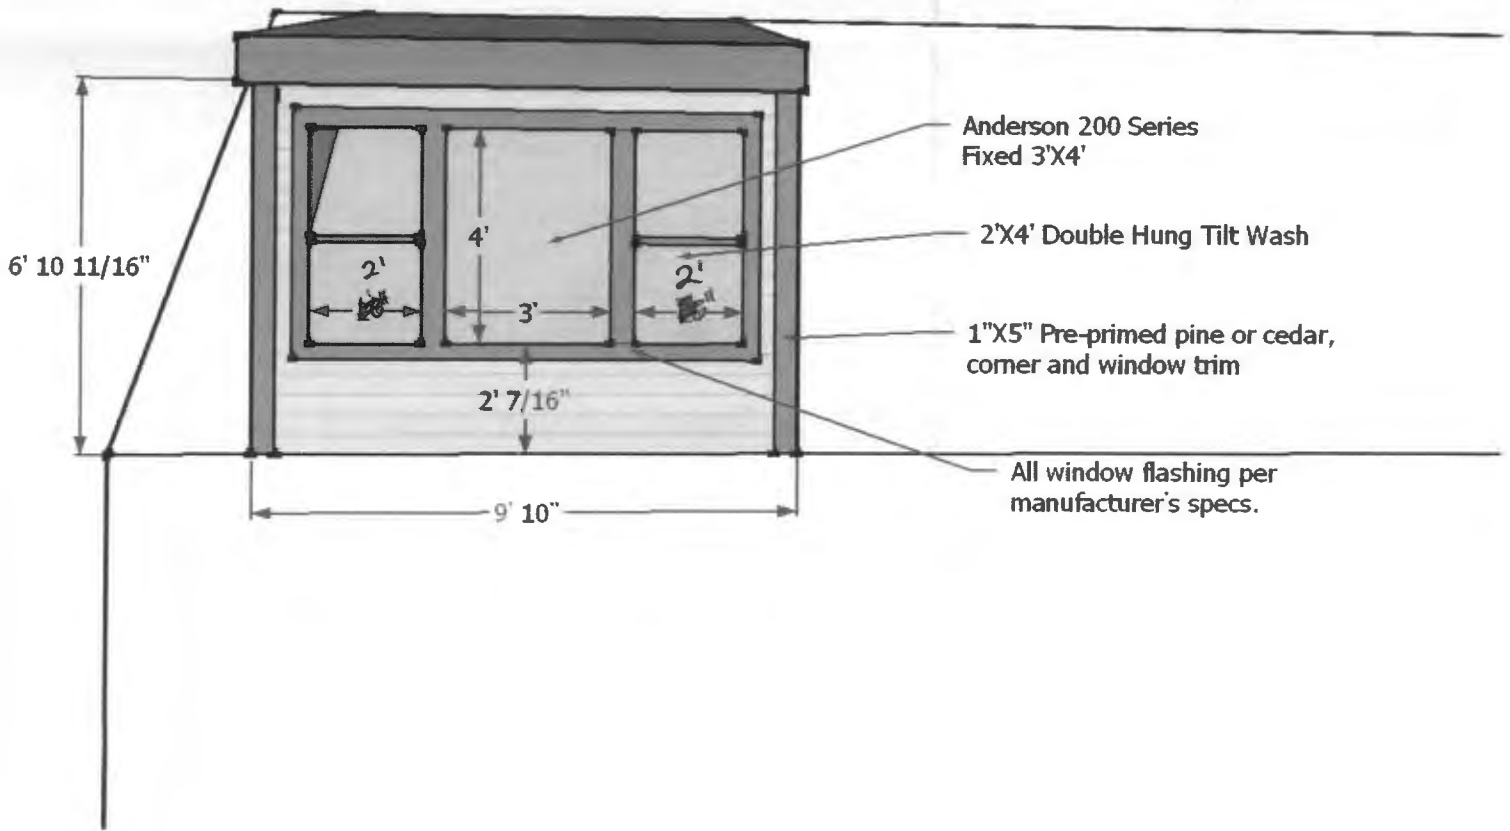 Anderson 200 Series
Fixed 3'X4'
2'X4' Double Hung Tilt Wash
4'
6' 10 11/16"
2'
2'
3'
1"X5" Pre-primed pine or cedar,
corner and window trim
2' 7/16"
All window flashing per
manufacturer's specs.
9' 10"